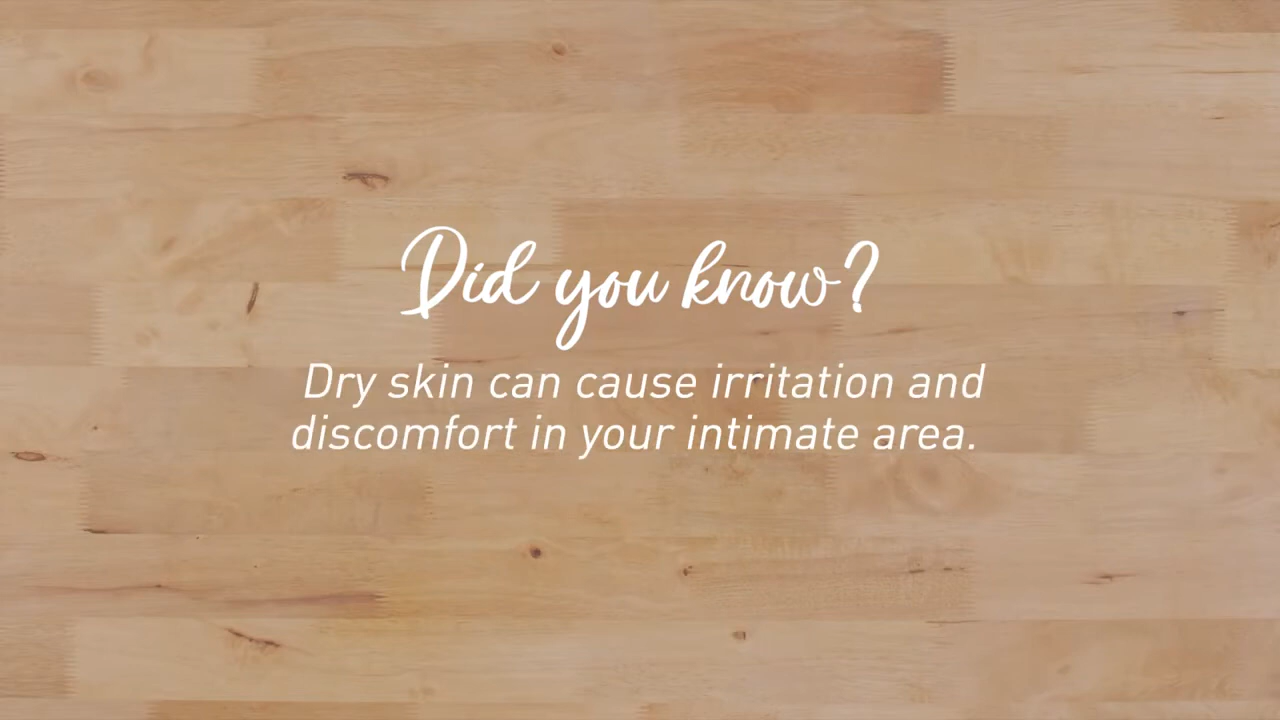 Did you know?
Dry skin can cause irritation and
discomfort in your intimate area.